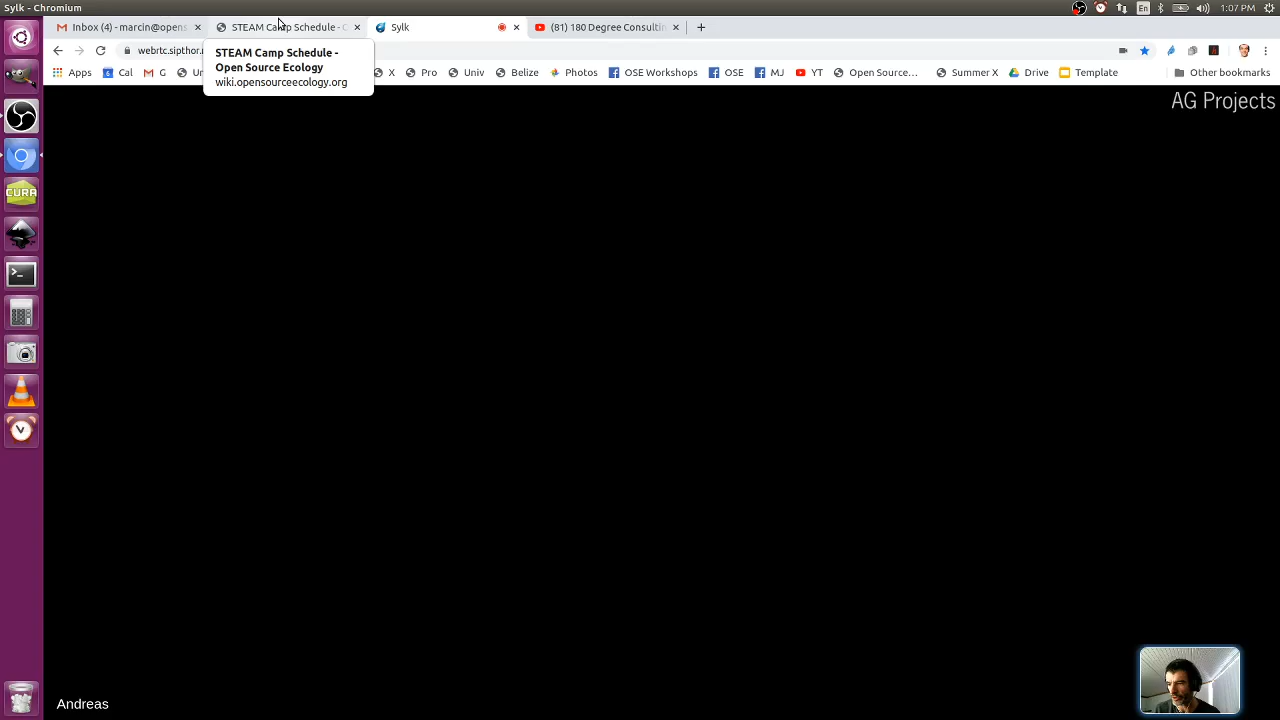 Sylk - Chromium
En
1:07 PM
Inbox (4) - marcin@opens
STEAM Camp Schedule - O
Sylk
(81) 180 Degree Consultin
webrtc.sipthor.n
Apps
Cal
G
Un
X
Pro
Univ
Belize
Photos
OSE Workshops
OSE
MJ
YT
Open Source…
Summer X
Drive
Template
Other bookmarks
STEAM Camp Schedule -
Open Source Ecology
wiki.opensourceecology.org
AG Projects
CURA
Andreas